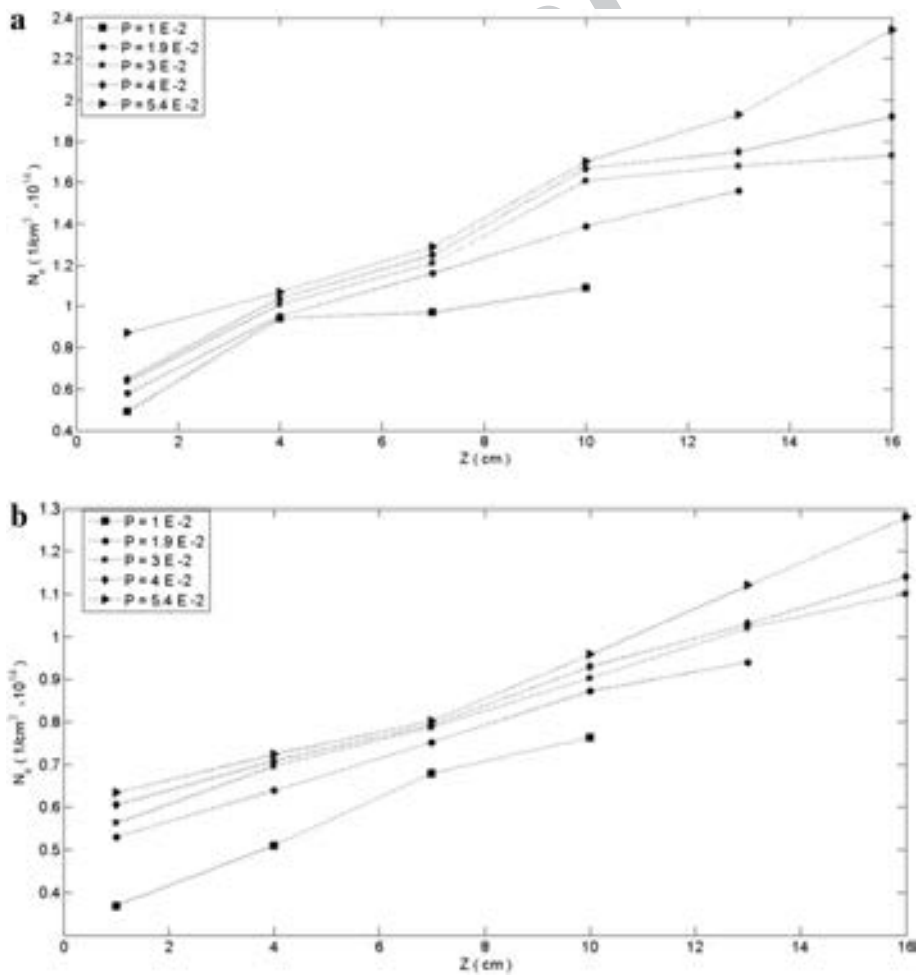 a
2.4
2.2
2
1.8
1.6
1.4
1.2
1
0.8
0.6
0.4
P = 1 E -2
P = 1.9 E -2
P = 3 E -2
P = 4 E -2
P = 5.4 E -2
0 2 4 6 8 10 12 14 16
Z ( cm )
b
1.3
1.2
1.1
1
0.9
0.8
0.7
0.6
0.5
0.4
P = 1 E -2
P = 1.9 E -2
P = 3 E -2
P = 4 E -2
P = 5.4 E -2
0 2 4 6 8 10 12 14 16
Z ( cm )